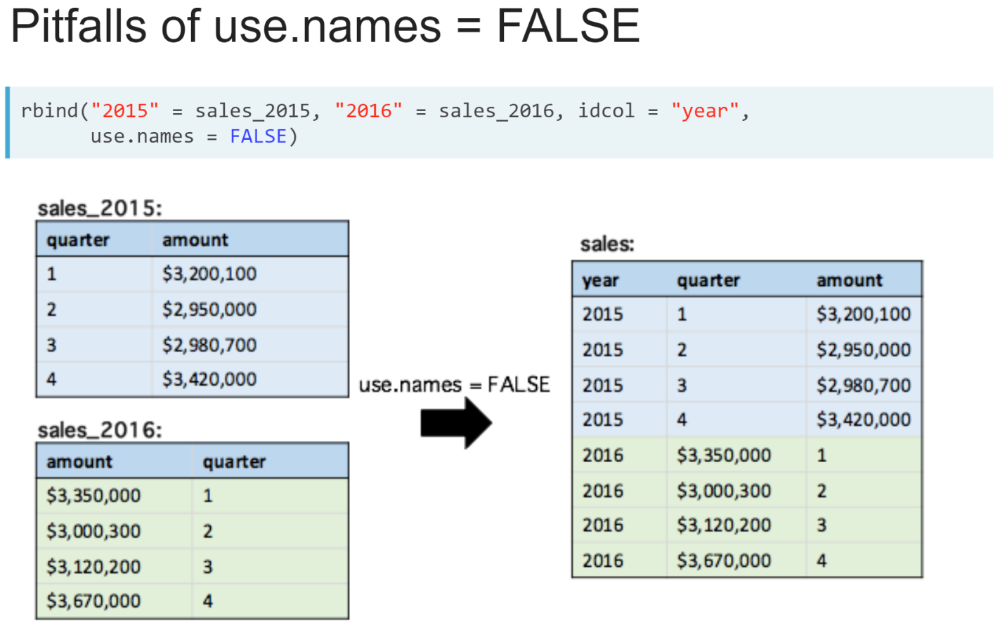 Pitfalls of use.names = FALSE
rbind("2015" = sales_2015, "2016" = sales_2016, idcol = "year",
use.names = FALSE)
sales_2015:
quarter amount
1 $3,200,100
2 $2,950,000
3 $2,980,700
4 $3,420,000
sales_2016:
amount quarter
$3,350,000 1
$3,000,300 2
$3,120,200 3
$3,670,000 4
use.names = FALSE
sales:
year quarter amount
2015 1 $3,200,100
2015 2 $2,950,000
2015 3 $2,980,700
2015 4 $3,420,000
2016 $3,350,000 1
2016 $3,000,300 2
2016 $3,120,200 3
2016 $3,670,000 4